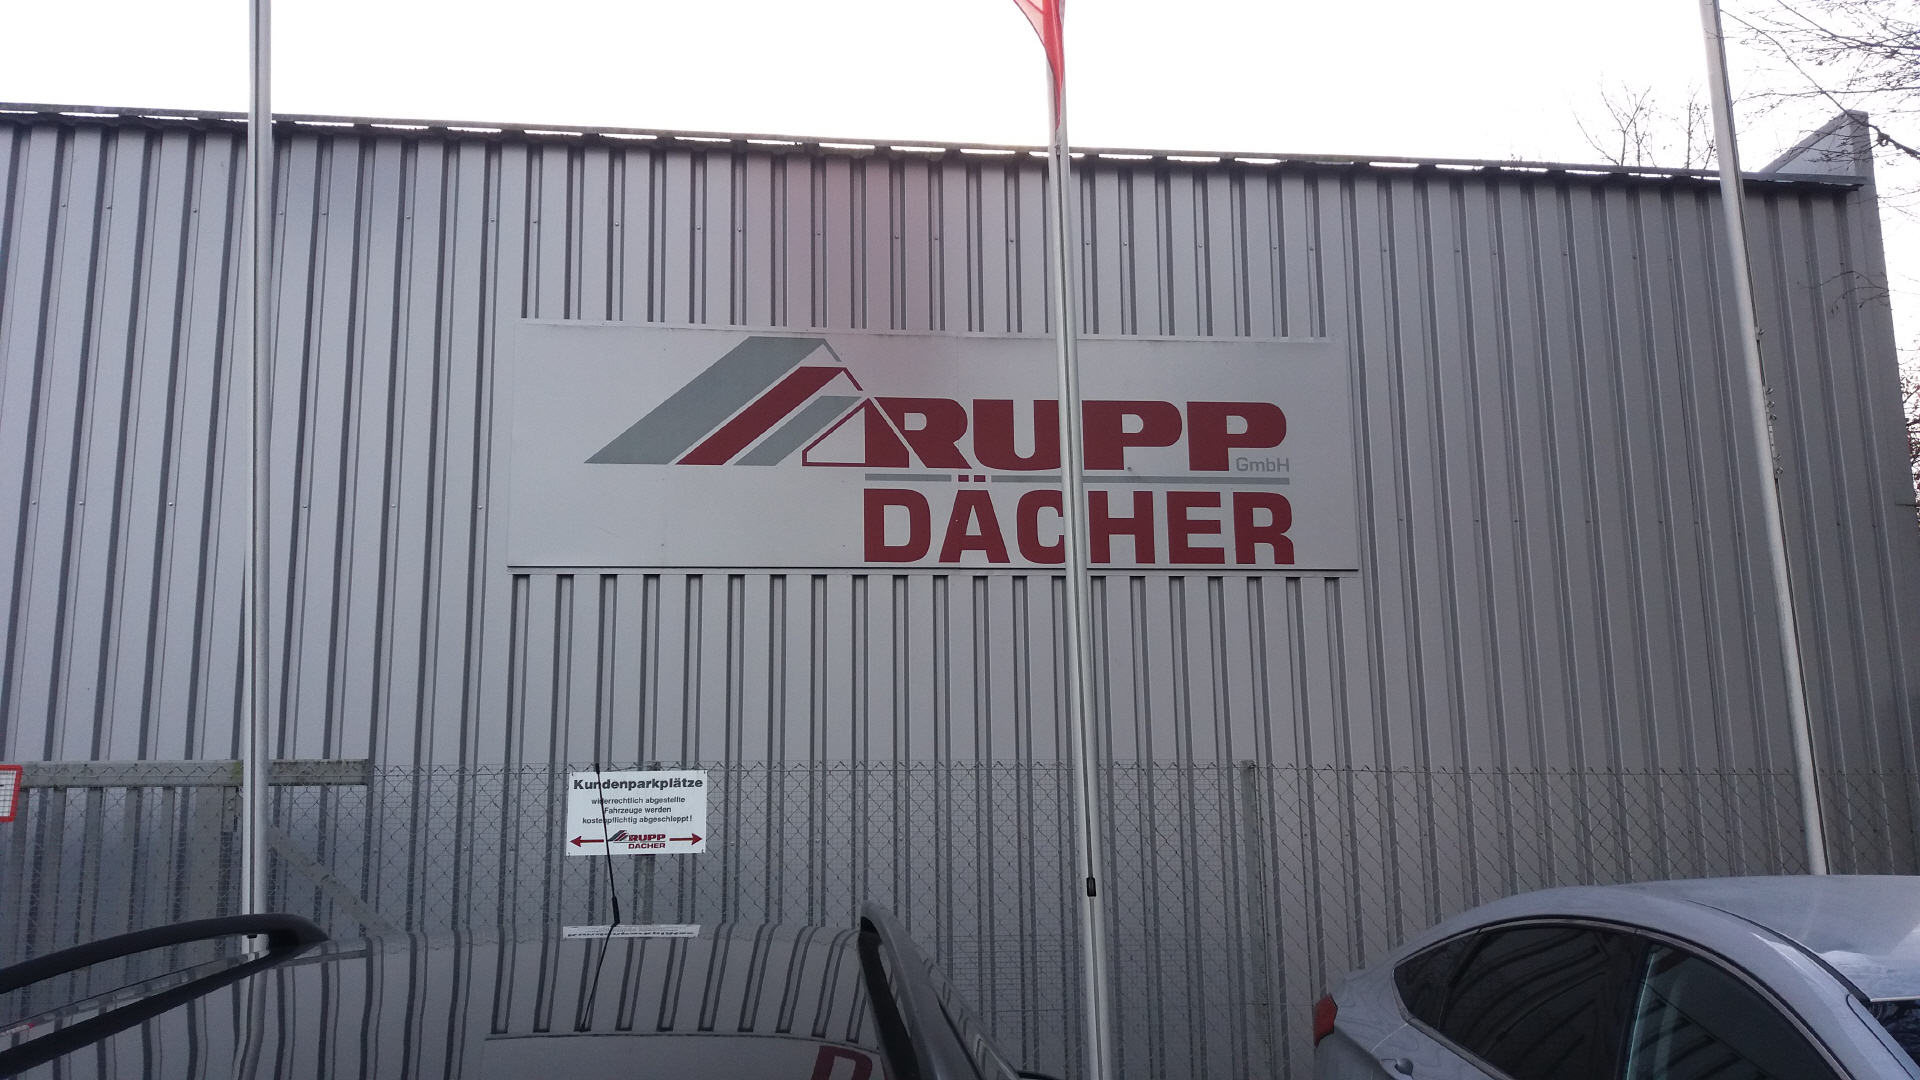 RUPP
GmbH
DÄCHER
Kundenparkplätze
widerrechtlich abgestellte
Fahrzeuge werden
kostenpflichtig abgeschleppt!
RUPP
DÄCHER